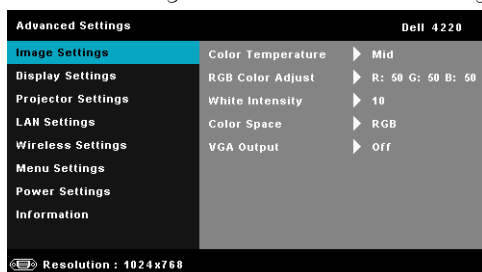 Advanced Settings Dell 4220
Image Settings Color Temperature Mid
Display Settings RGB Color Adjust R: 50 G: 50 B: 50
Projector Settings White Intensity 10
LAN Settings Color Space RGB
Wireless Settings VGA Output Off
Menu Settings
Power Settings
Information
Resolution : 1024x768